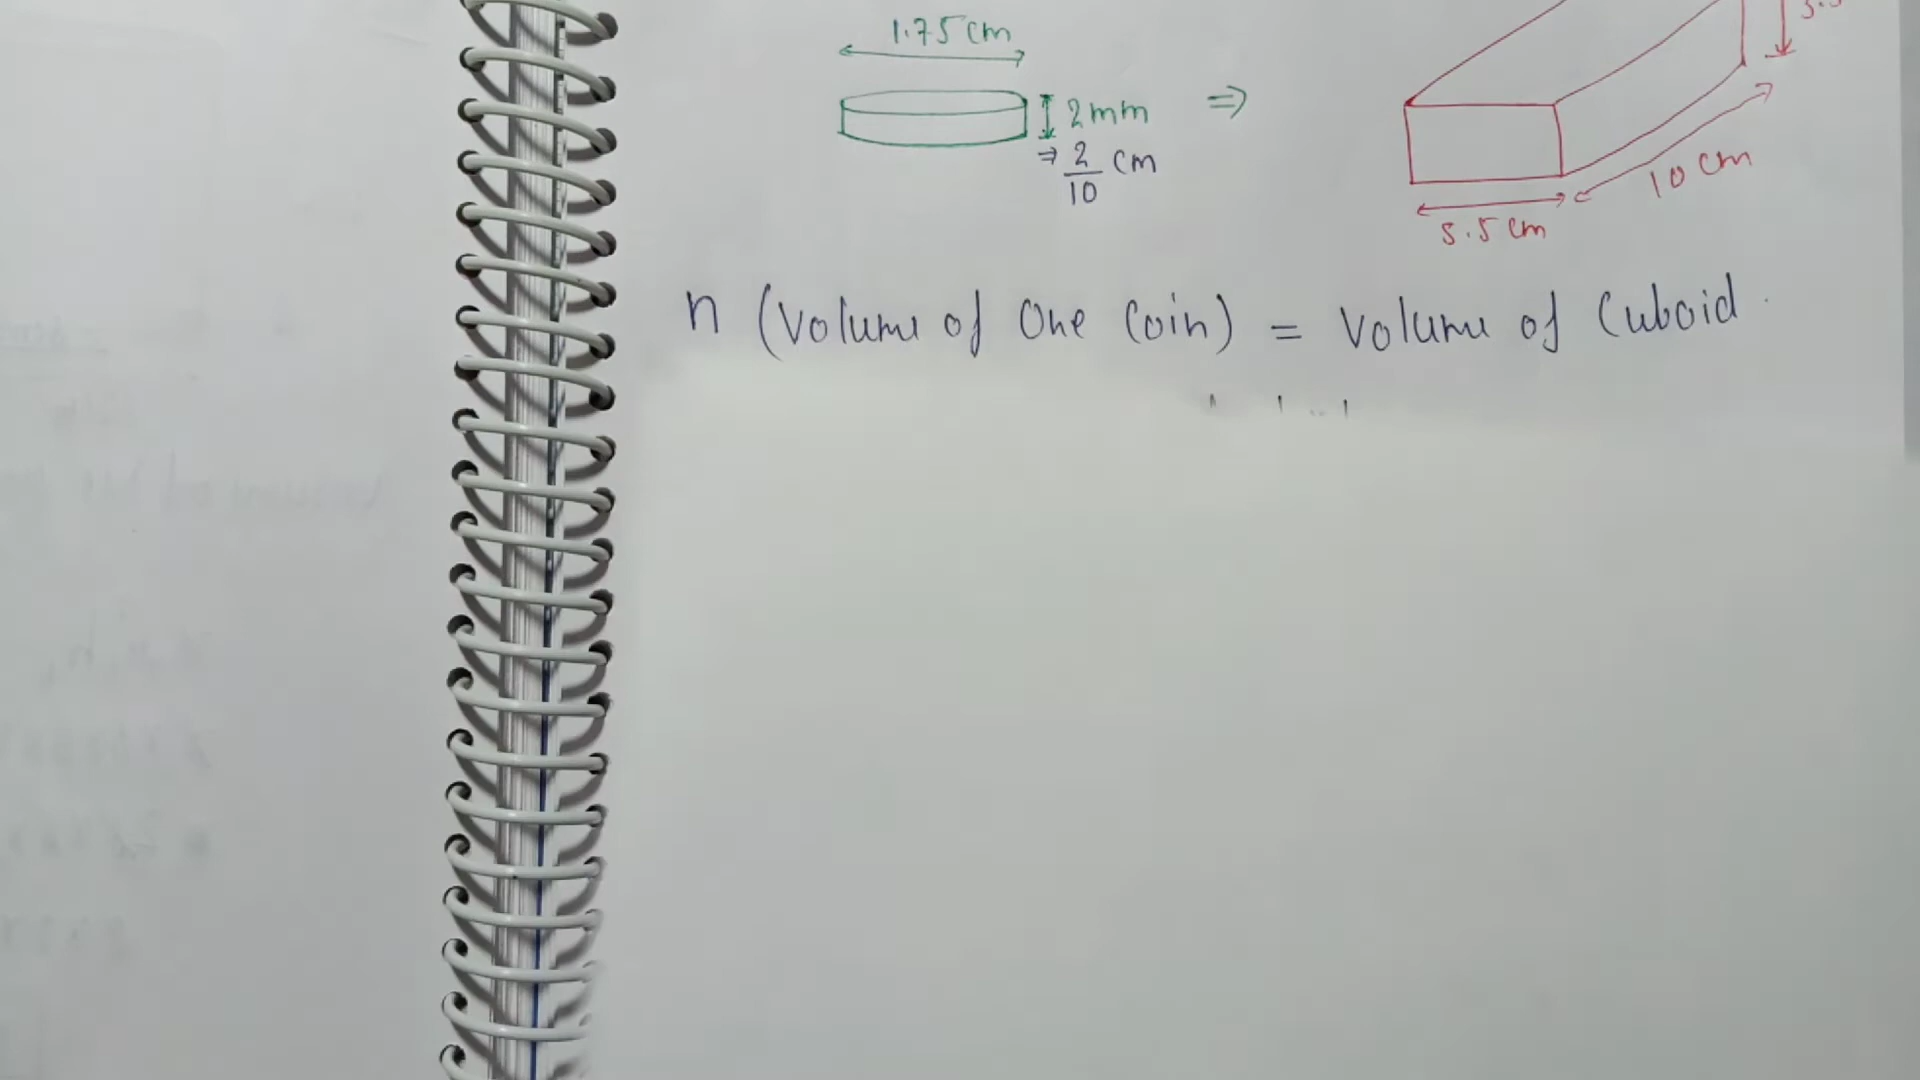 1.75 cm
2 mm ⇒
⇒ 2/10 cm
10 cm
5.5 cm
n (Volume of One Coin) = Volume of Cuboid.